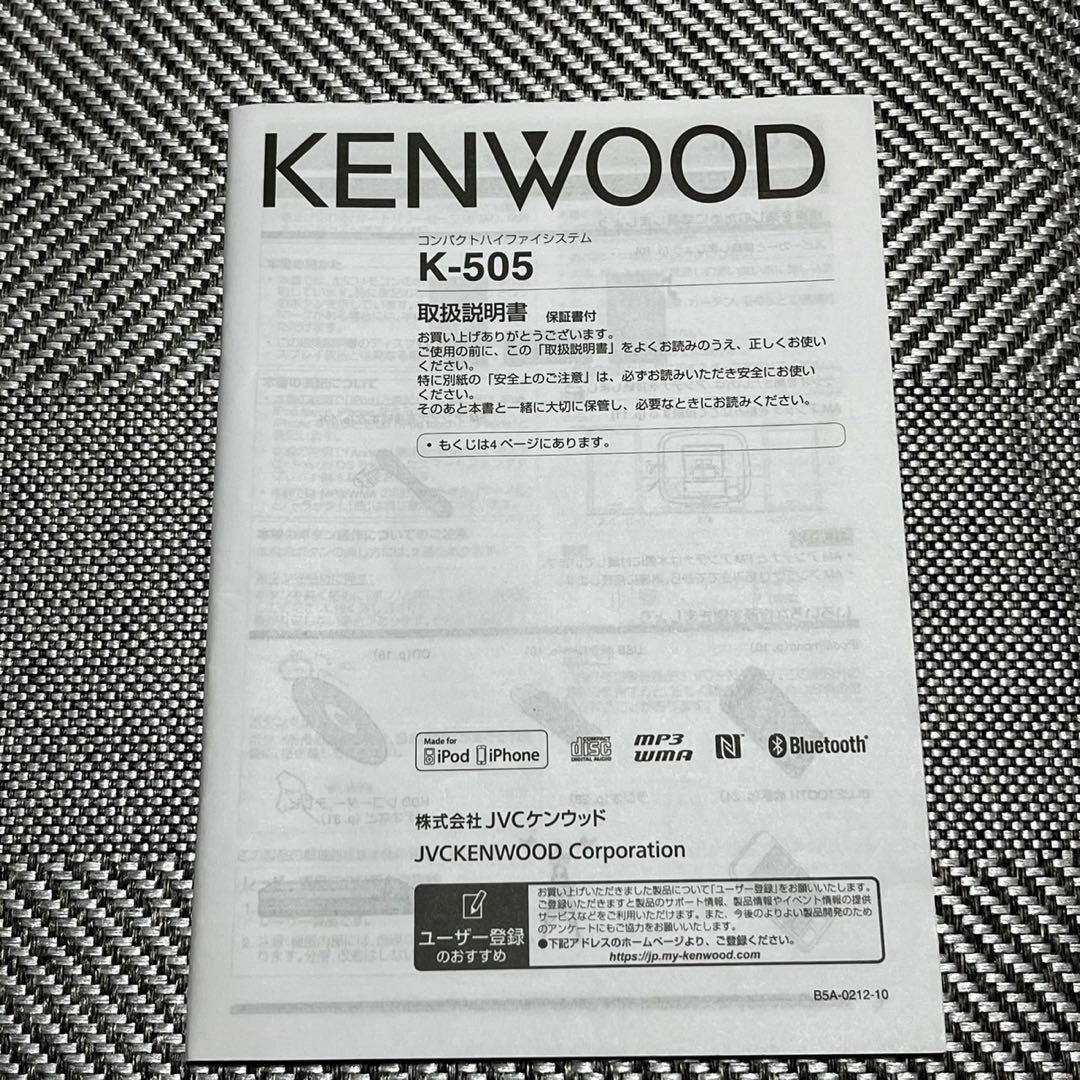 KENWOOD
コンパクトハイファイシステム
K-505
取扱説明書 保証書付
お買い上げありがとうございます。
ご使用の前に、この「取扱説明書」をよくお読みのうえ、正しくお使い
ください。
特に別紙の「安全上のご注意」は、必ずお読みいただき安全にお使い
ください。
そのあと本書と一緒に大切に保管し、必要なときにお読みください。
• もくじは4 ページにあります。
Made for
iPod iPhone
COMPACT
disc
DIGITAL AUDIO
MP3
WMA
N
Bluetooth®
株式会社 JVCケンウッド
JVCKENWOOD Corporation
ユーザー登録
のおすすめ
お買い上げいただきました製品について「ユーザー登録」をお願いいたします。
ご登録いただきますと製品のサポート情報、製品情報やイベント情報の提供
サービスなどをご利用いただけます。また、今後のよりよい製品開発のため
のアンケートにもご協力をお願いいたします。
●下記アドレスのホームページより、ご登録ください。
https://jp.my-kenwood.com
B5A-0212-10